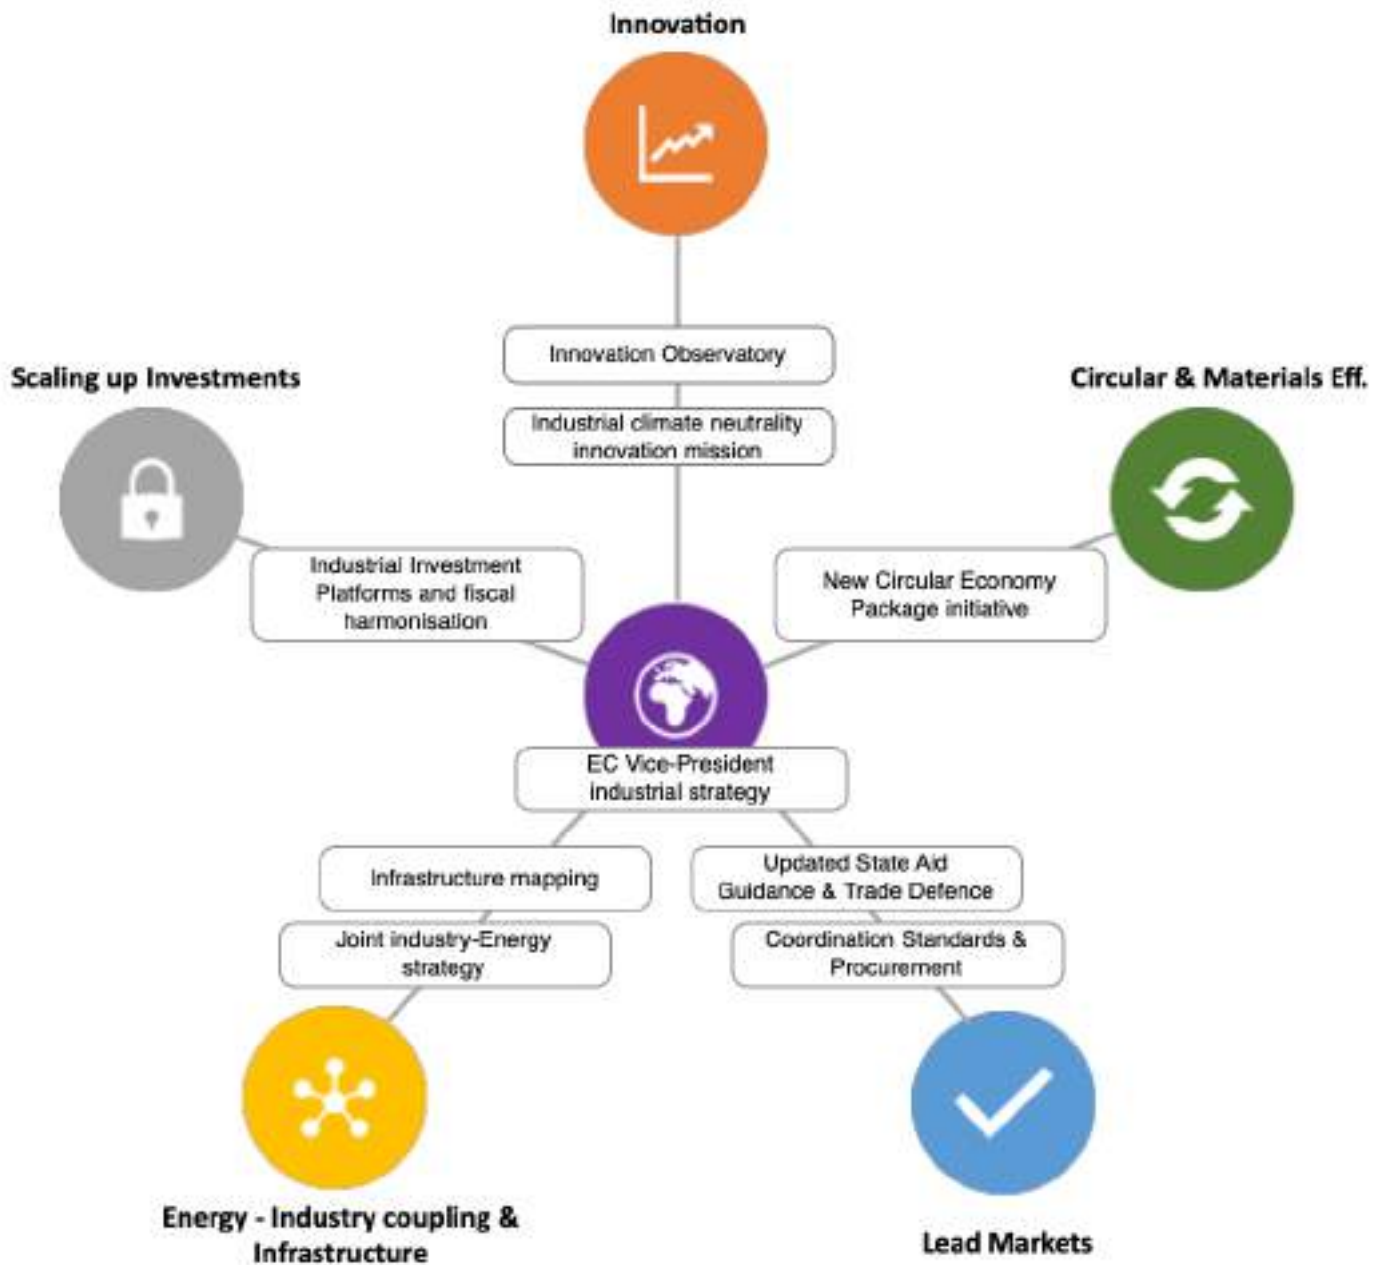 Innovation
Innovation Observatory
Scaling up Investments
Circular & Materials Eff.
Industrial climate neutrality
innovation mission
Industrial Investment
Platforms and fiscal
harmonisation
New Circular Economy
Package initiative
EC Vice-President
industrial strategy
Infrastructure mapping
Updated State Aid
Guidance & Trade Defence
Joint industry-Energy
strategy
Coordination Standards &
Procurement
Energy - Industry coupling &
Infrastructure
Lead Markets